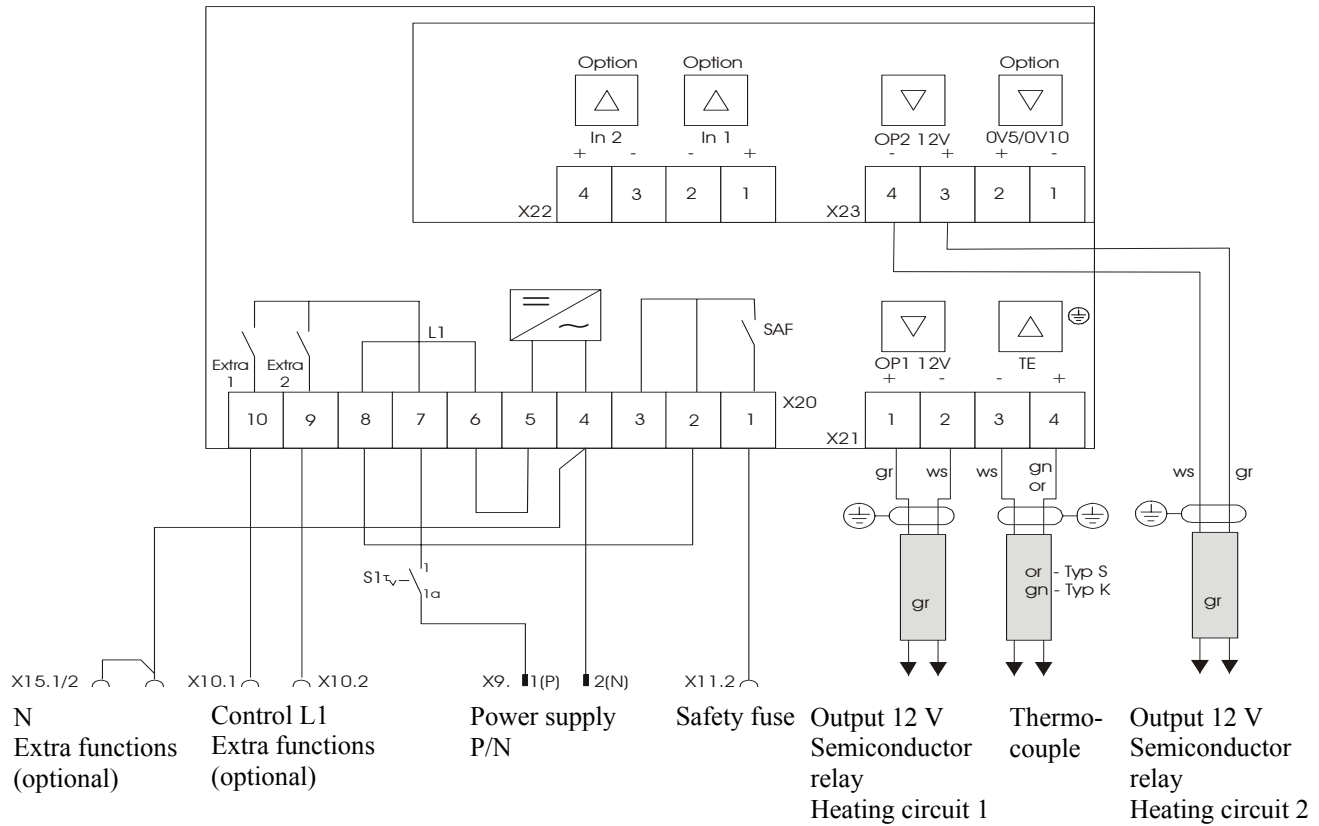 Option Option Option
In 2 In 1 OP2 12V 0V5/0V10
+ - - + - + + -
4 3 2 1 4 3 2 1
X22 X23
L1 SAF
Extra 1 Extra 2
OP1 12V TE
+ - - +
10 9 8 7 6 5 4 3 2 1 X20 1 2 3 4
X21
gr ws ws gn or ws gr
S1 1
1a
or - Typ S
gn - Typ K
gr gr
X15.1/2 X10.1 X10.2 X9. 1(P) 2(N) X11.2
N
Extra functions
(optional)
Control L1
Extra functions
(optional)
Power supply
P/N
Safety fuse
Output 12 V
Semiconductor
relay
Heating circuit 1
Thermo-
couple
Output 12 V
Semiconductor
relay
Heating circuit 2